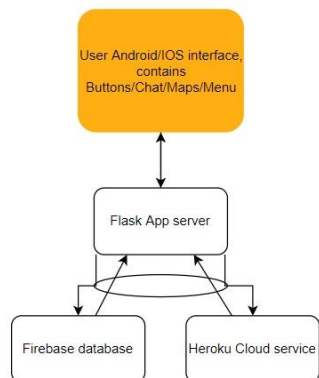 User Android/IOS interface,
contains
Buttons/Chat/Maps/Menu
Flask App server
Firebase database
Heroku Cloud service